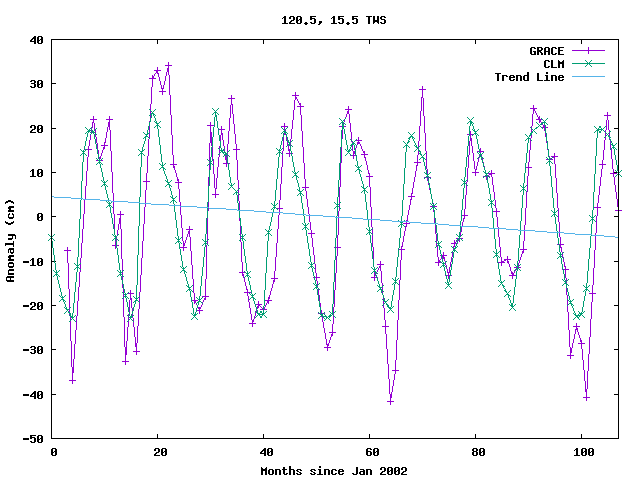 120.5, 15.5 TWS
GRACE
CLM
Trend Line
40
30
20
10
0
-10
-20
-30
-40
-50
Anomaly (cm)
0 20 40 60 80 100
Months since Jan 2002